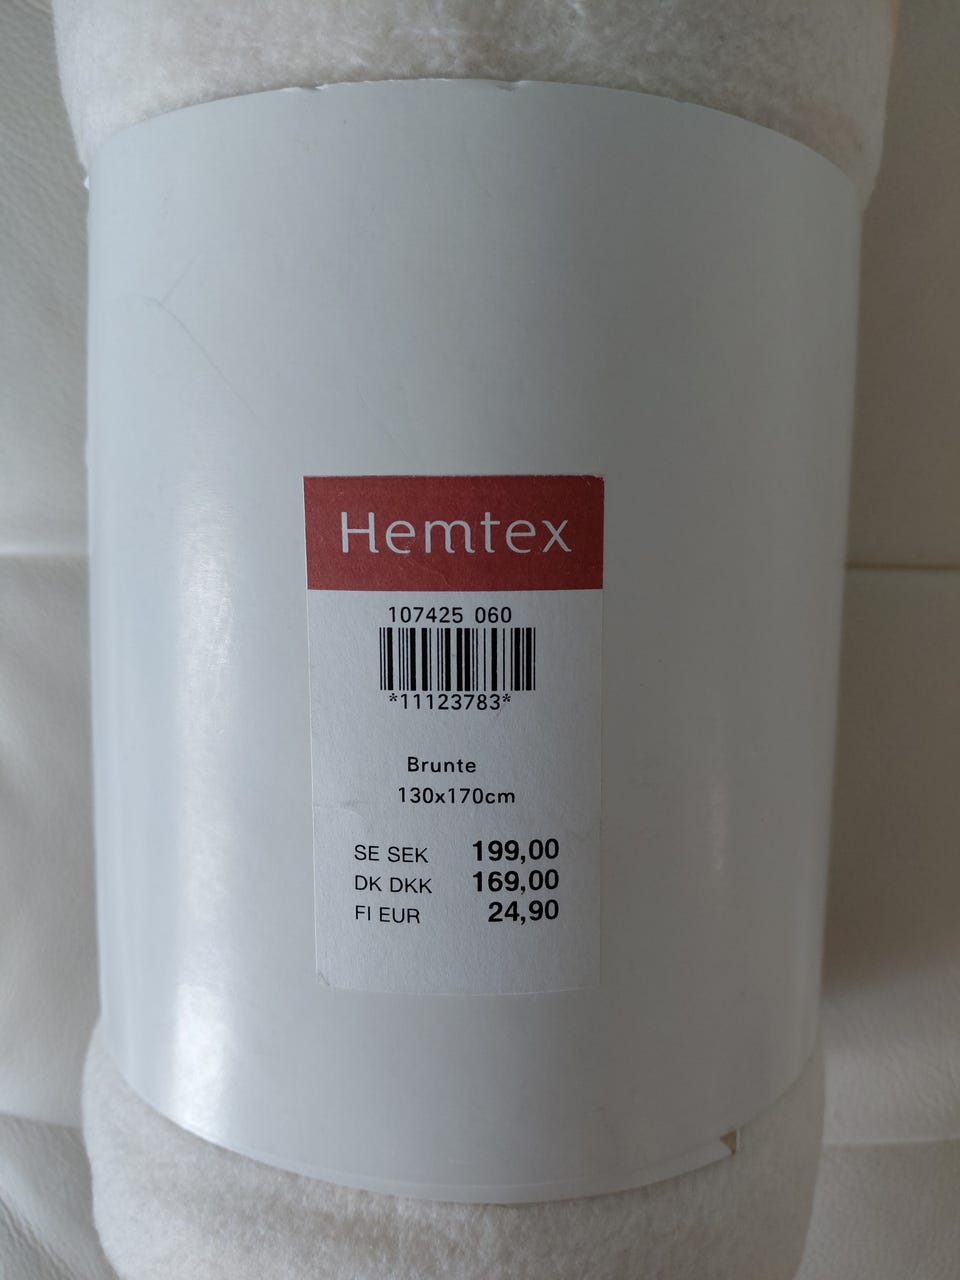 Hemtex
107425 060
*11123783*
Brunte
130x170cm
SE SEK 199,00
DK DKK 169,00
FI EUR 24,90